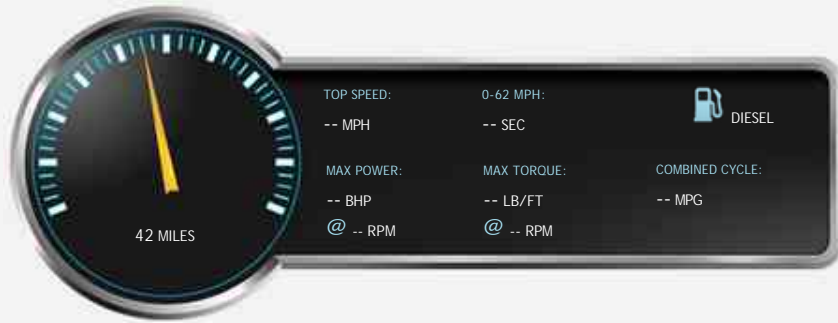 TOP SPEED:
-- MPH
0-62 MPH:
-- SEC
DIESEL
MAX POWER:
-- BHP
@ -- RPM
MAX TORQUE:
-- LB/FT
@ -- RPM
COMBINED CYCLE:
-- MPG
42 MILES